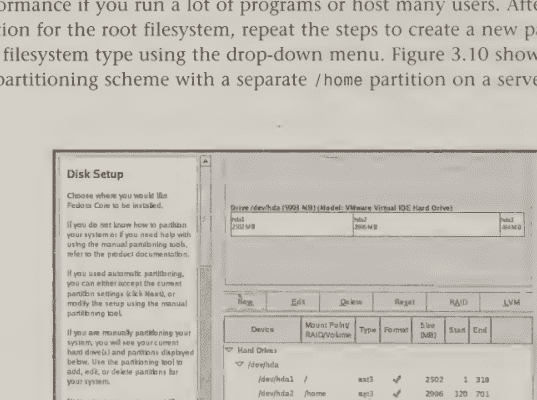 ormance if you run a lot of programs or host many users. Afte
tion for the root filesystem, repeat the steps to create a new pa
filesystem type using the drop-down menu. Figure 3.10 show
partitioning scheme with a separate /home partition on a serve
Disk Setup
Choose where you would like
Fedora Core to be installed.
If you do not know how to partition
your system or if you need help with
using the manual partitioning tools,
refer to the product documentation.
If you used automatic partitioning,
you can either accept the current
partition settings (click Next), or
modify the setup using the manual
partitioning tool.
If you are manually partitioning your
system, you will see your current
hard drive(s) and partitions displayed
below. Use the partitioning tool to
add, edit, or delete partitions for
your system.
Drive /dev/hda (9993 MB) (Model: VMware Virtual IDE Hard Drive)
hda1 hda2 hda3
2502 MB 2996 MB
New Edit Delete Reset RAID LVM
Device Mount Point/ RAID/Volume Type Format Size (MB) Start End
Hard Drives
/dev/hda
/dev/hda1 / ext3 ✓ 2502 1 318
/dev/hda2 /home ext3 ✓ 2996 320 701